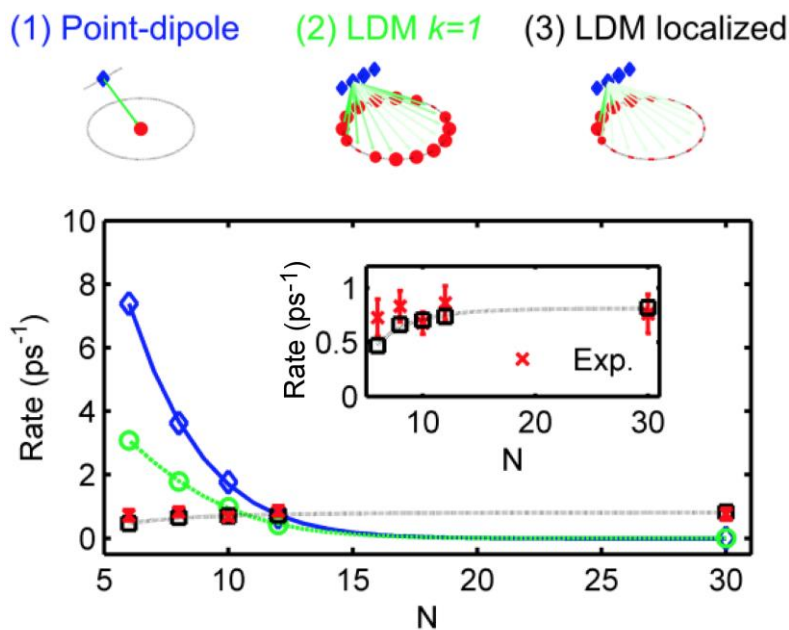 (1) Point-dipole
(2) LDM k=1
(3) LDM localized
10
8
6
4
2
0
Rate (ps⁻¹)
5
10
15
20
25
30
N
1
0.5
0
Rate (ps⁻¹)
10
20
30
N
Exp.